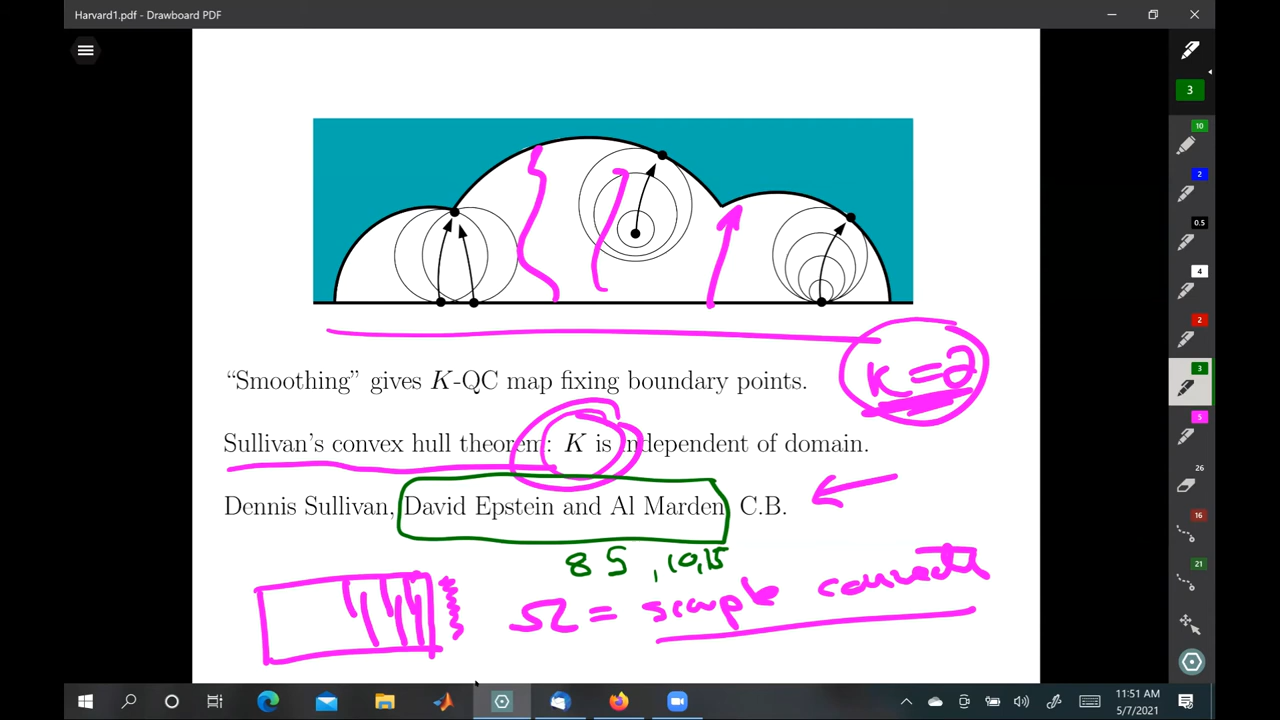 Harvard1.pdf - Drawboard PDF
3
10
2
0.5
4
2
3
5
26
16
21
K=2
“Smoothing” gives K-QC map fixing boundary points.
Sullivan's convex hull theorem: K is independent of domain.
Dennis Sullivan, David Epstein and Al Marden, C.B.
85, 10,15
Ω = simple
11:51 AM
5/7/2021